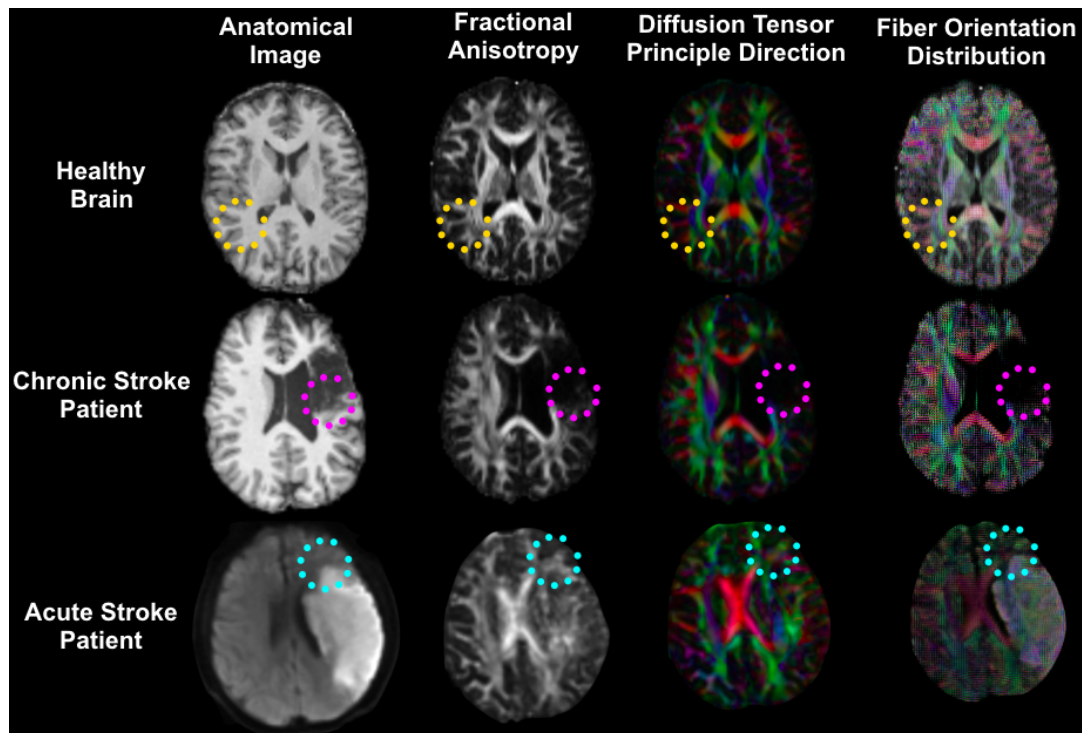 Anatomical
Image
Fractional
Anisotropy
Diffusion Tensor
Principle Direction
Fiber Orientation
Distribution
Healthy
Brain
Chronic Stroke
Patient
Acute Stroke
Patient